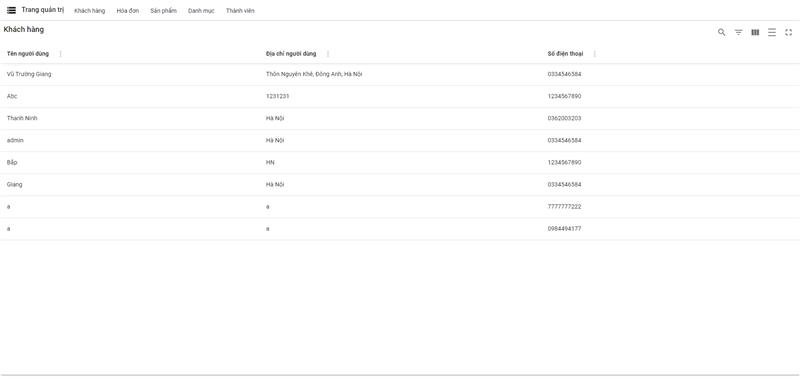 Trang quản trị Khách hàng Hóa đơn Sản phẩm Danh mục Thành viên
Khách hàng
Tên người dùng Địa chỉ người dùng Số điện thoại
Vũ Trường Giang Thôn Nguyên Khê, Đông Anh, Hà Nội 0334546584
Abc 1231231 1234567890
Thanh Ninh Hà Nội 0362003203
admin Hà Nội 0334546584
Bắp HN 1234567890
Giang Hà Nội 0334546584
a a 7777777222
a a 0984494177